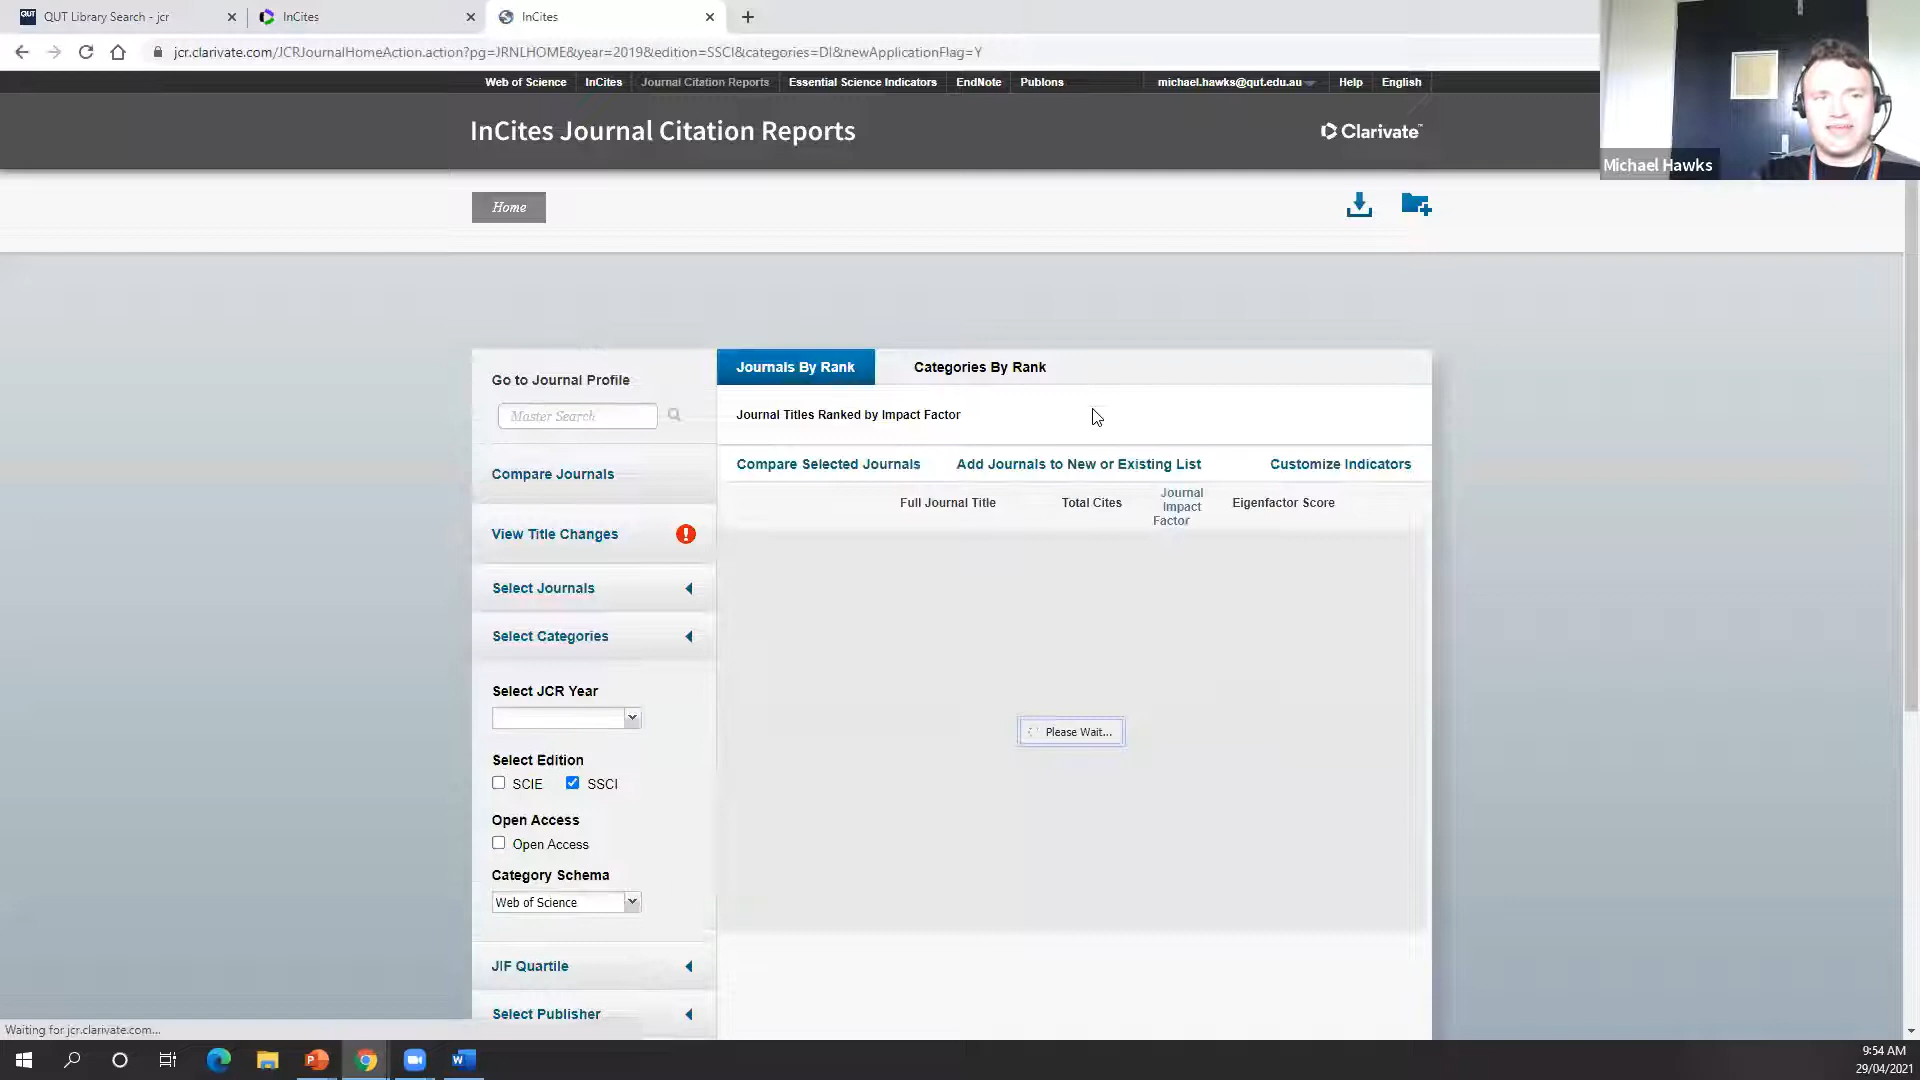 QUT Library Search - jcr
InCites
InCites
jcr.clarivate.com/JCRJournalHomeAction.action?pg=JRNLHOME&year=2019&edition=SSCI&categories=DI&newApplicationFlag=Y
Web of Science InCites Journal Citation Reports Essential Science Indicators EndNote Publons michael.hawks@qut.edu.au Help English
InCites Journal Citation Reports
Clarivate™
Michael Hawks
Home
Go to Journal Profile
Master Search
Compare Journals
View Title Changes
Select Journals
Select Categories
Select JCR Year
Select Edition
SCIE SSCI
Open Access
Open Access
Category Schema
Web of Science
JIF Quartile
Select Publisher
Journals By Rank Categories By Rank
Journal Titles Ranked by Impact Factor
Compare Selected Journals Add Journals to New or Existing List Customize Indicators
Full Journal Title Total Cites Journal Impact Factor Eigenfactor Score
Please Wait...
Waiting for jcr.clarivate.com...
9:54 AM
29/04/2021